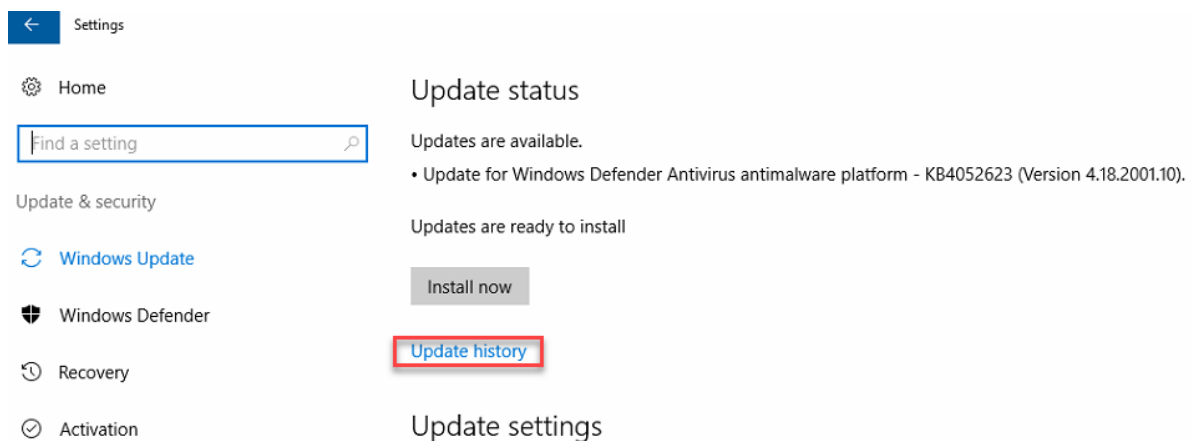 Settings
Home
Find a setting
Update & security
Windows Update
Windows Defender
Recovery
Activation
Update status
Updates are available.
• Update for Windows Defender Antivirus antimalware platform - KB4052623 (Version 4.18.2001.10).
Updates are ready to install
Install now
Update history
Update settings